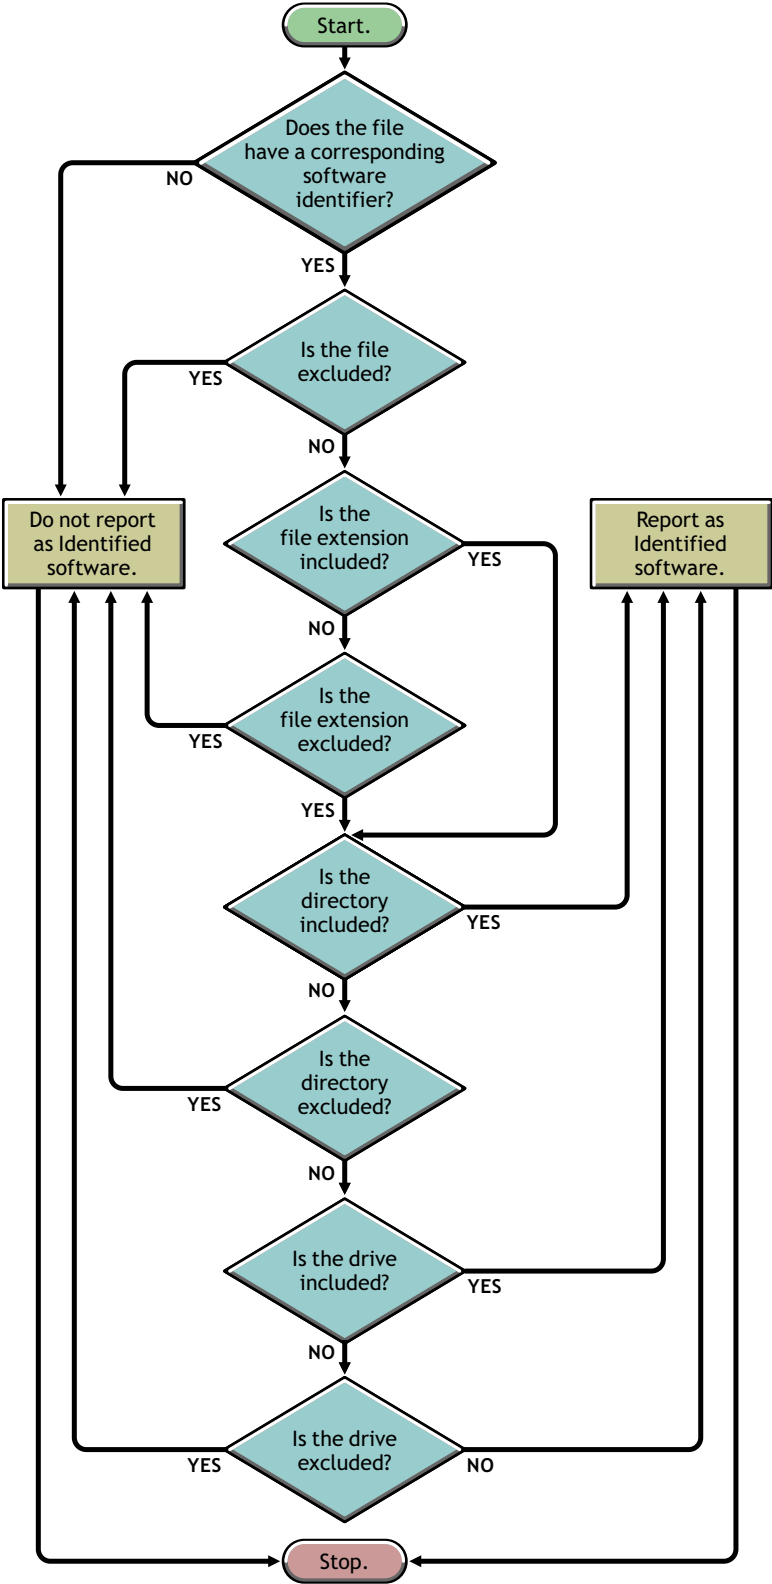 Start.
Does the file
have a corresponding
software
identifier?
NO
YES
Is the file
excluded?
YES
NO
Do not report
as Identified
software.
Is the
file extension
included?
YES
Report as
Identified
software.
NO
Is the
file extension
excluded?
YES
YES
Is the
directory
included?
YES
NO
Is the
directory
excluded?
YES
NO
Is the drive
included?
YES
NO
Is the drive
excluded?
YES
NO
Stop.